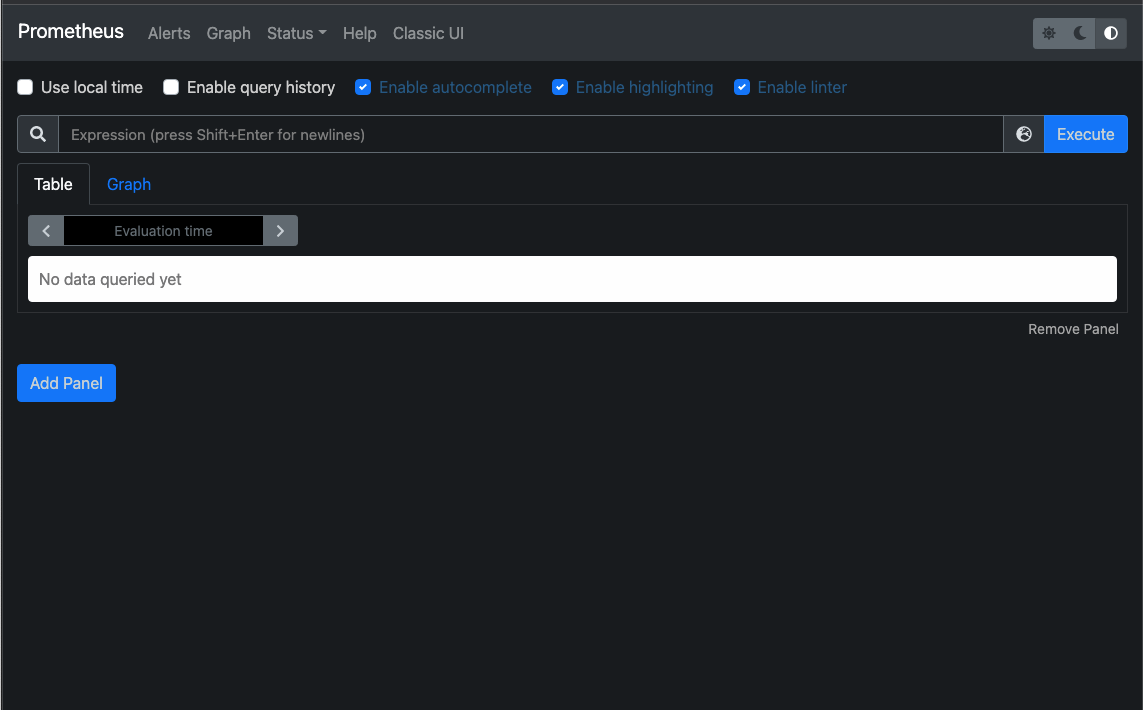 Prometheus Alerts Graph Status Help Classic UI
Use local time Enable query history Enable autocomplete Enable highlighting Enable linter
Expression (press Shift+Enter for newlines) Execute
Table Graph
Evaluation time
No data queried yet
Remove Panel
Add Panel